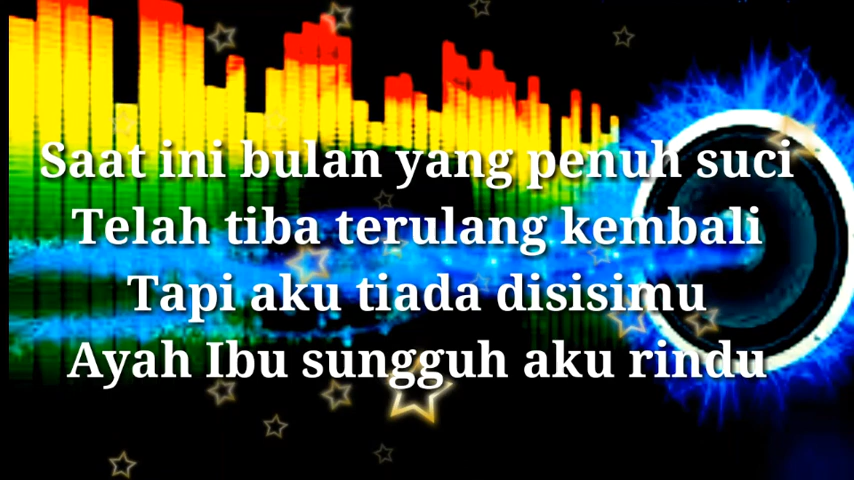 Saat ini bulan yang penuh suci
Telah tiba terulang kembali
Tapi aku tiada disisimu
Ayah Ibu sungguh aku rindu